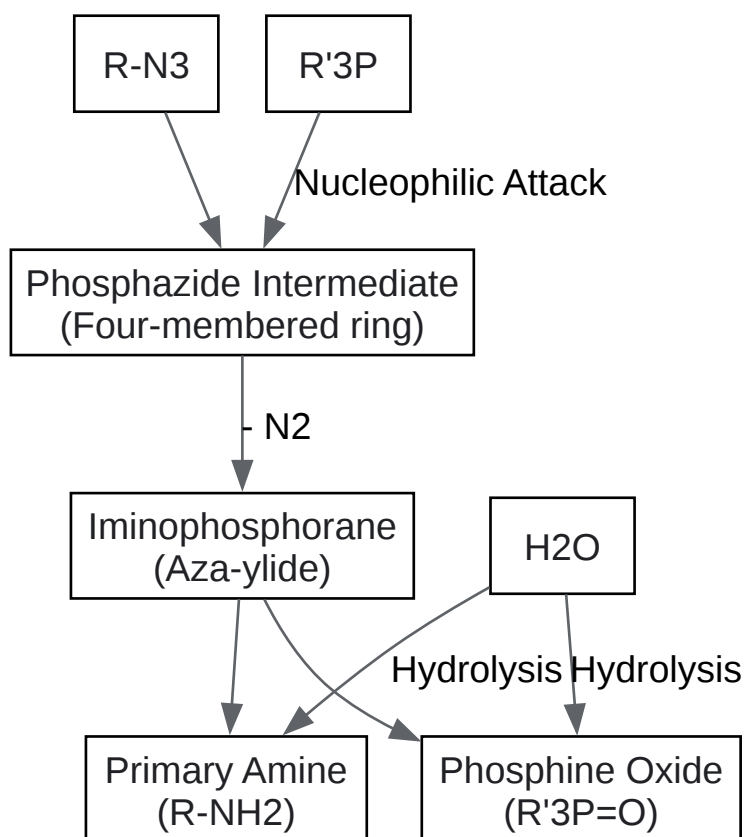 R-N3
R'3P
Nucleophilic Attack
Phosphazide Intermediate
(Four-membered ring)
- N2
Iminophosphorane
(Aza-ylide)
H2O
Hydrolysis
Hydrolysis
Primary Amine
(R-NH2)
Phosphine Oxide
(R'3P=O)